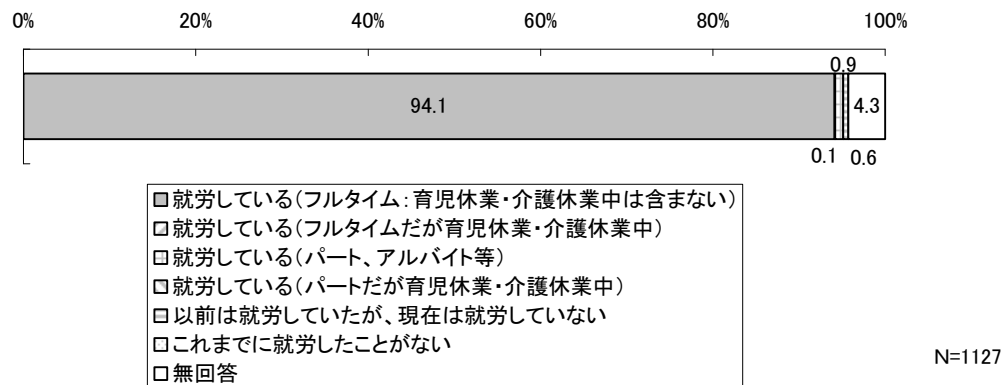 0% 20% 40% 60% 80% 100%
0.9
94.1 4.3
0.1 0.6
就労している(フルタイム:育児休業・介護休業中は含まない)
就労している(フルタイムだが育児休業・介護休業中)
就労している(パート、アルバイト等)
就労している(パートだが育児休業・介護休業中)
以前は就労していたが、現在は就労していない
これまでに就労したことがない
無回答
N=1127